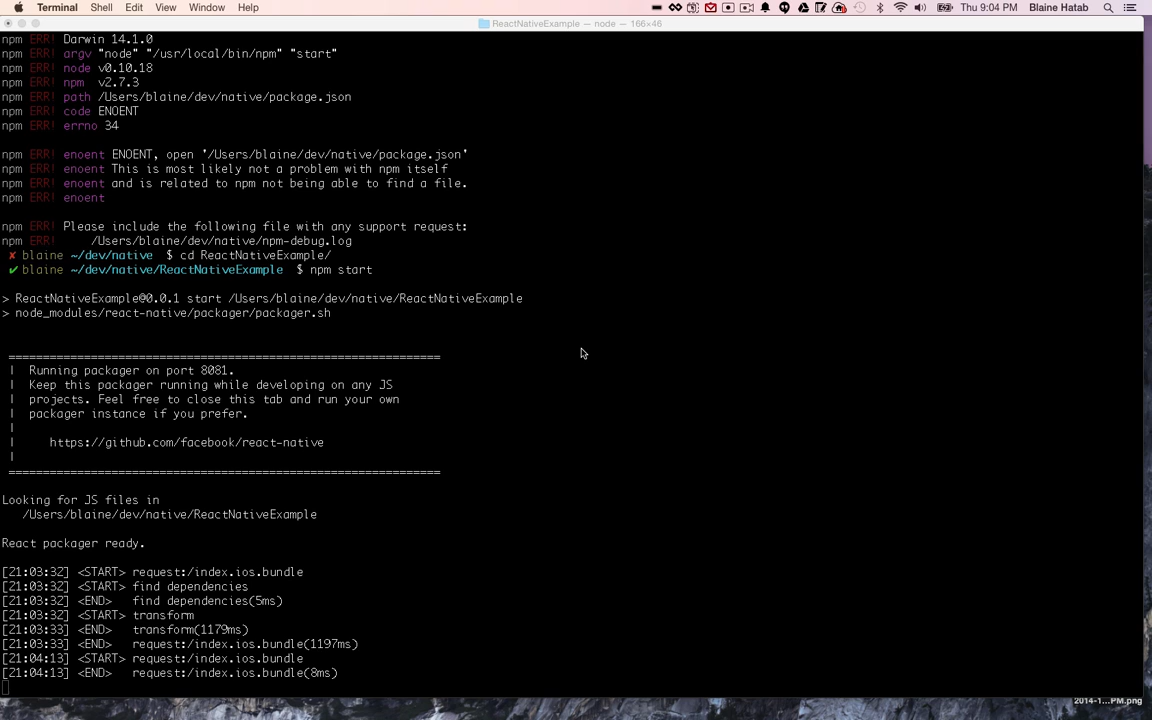 Terminal Shell Edit View Window Help Thu 9:04 PM Blaine Hatab
ReactNativeExample — node — 166×46
npm ERR! Darwin 14.1.0
npm ERR! argv "node" "/usr/local/bin/npm" "start"
npm ERR! node v0.10.18
npm ERR! npm  v2.7.3
npm ERR! path /Users/blaine/dev/native/package.json
npm ERR! code ENOENT
npm ERR! errno 34
npm ERR! enoent ENOENT, open '/Users/blaine/dev/native/package.json'
npm ERR! enoent This is most likely not a problem with npm itself
npm ERR! enoent and is related to npm not being able to find a file.
npm ERR! enoent
npm ERR! Please include the following file with any support request:
npm ERR!     /Users/blaine/dev/native/npm-debug.log
✘ blaine ~/dev/native  $ cd ReactNativeExample/
✔ blaine ~/dev/native/ReactNativeExample  $ npm start
> ReactNativeExample@0.0.1 start /Users/blaine/dev/native/ReactNativeExample
> node_modules/react-native/packager/packager.sh
===============================================================
|  Running packager on port 8081.
|  Keep this packager running while developing on any JS
|  projects. Feel free to close this tab and run your own
|  packager instance if you prefer.
|
|     https://github.com/facebook/react-native
|
===============================================================
Looking for JS files in
/Users/blaine/dev/native/ReactNativeExample
React packager ready.
[21:03:32] <START> request:/index.ios.bundle
[21:03:32] <START> find dependencies
[21:03:32] <END>   find dependencies(5ms)
[21:03:32] <START> transform
[21:03:33] <END>   transform(1179ms)
[21:03:33] <END>   request:/index.ios.bundle(1197ms)
[21:04:13] <START> request:/index.ios.bundle
[21:04:13] <END>   request:/index.ios.bundle(8ms)
2014-1...PM.png